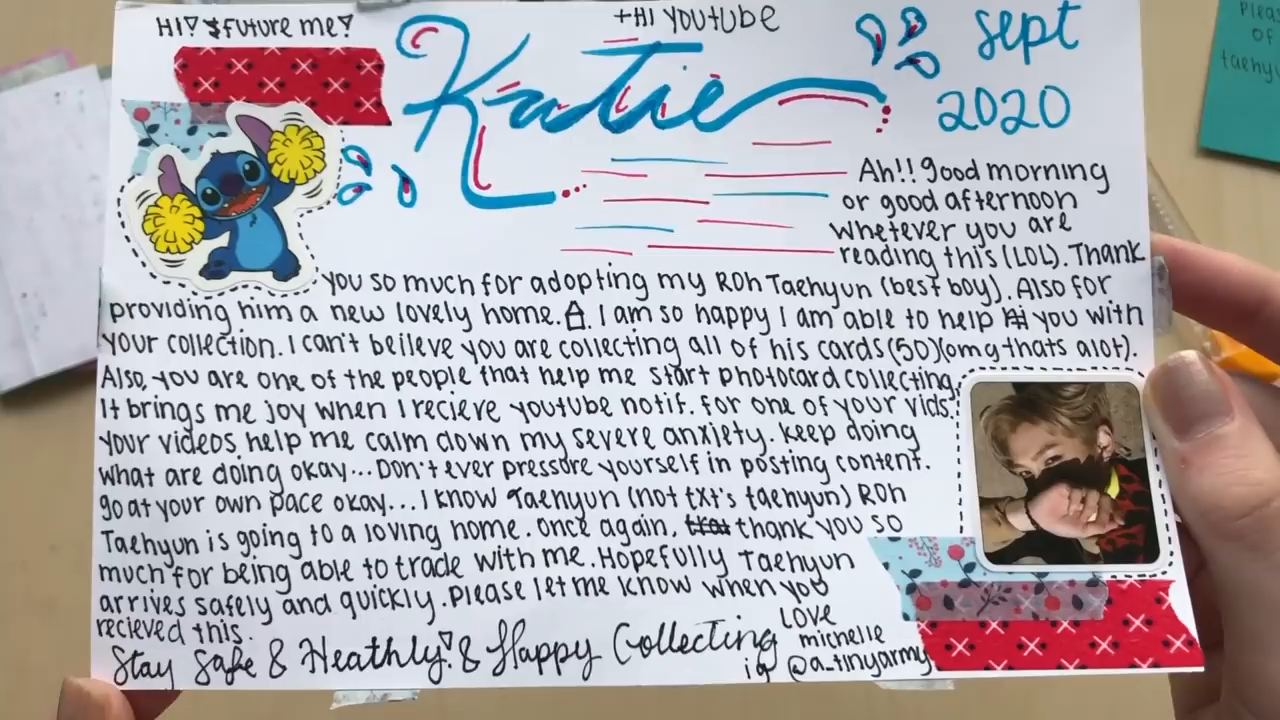 HI♡ future me!
+HI YOUTUBE
Katie
sept
2020
Ah!! good morning
or good afternoon
whetever you are
reading this (LOL). Thank
you so much for adopting my ROh Taehyun (best boy). Also for
providing him a new lovely home. I am so happy I am able to help you with
your collection. I can't beileve you are collecting all of his cards (50) (omg thats alot).
Also, you are one of the people that help me start photocard collecting.
It brings me joy when I recieve youtube notif. for one of your vids.
Your videos help me calm down my severe anxiety. Keep doing
what are doing okay... Don't ever pressure yourself in posting content.
go at your own pace okay... I know Taehyun (not txt's taehyun) ROh
Taehyun is going to a loving home. once again, thank you so
much for being able to trade with me. Hopefully Taehyun
arrives safely and quickly. Please let me know when you
recieved this.
Stay Safe & Heathly! & Happy Collecting
Love
michelle
ig @a_tinyarmy
Pleas
of
taehyu